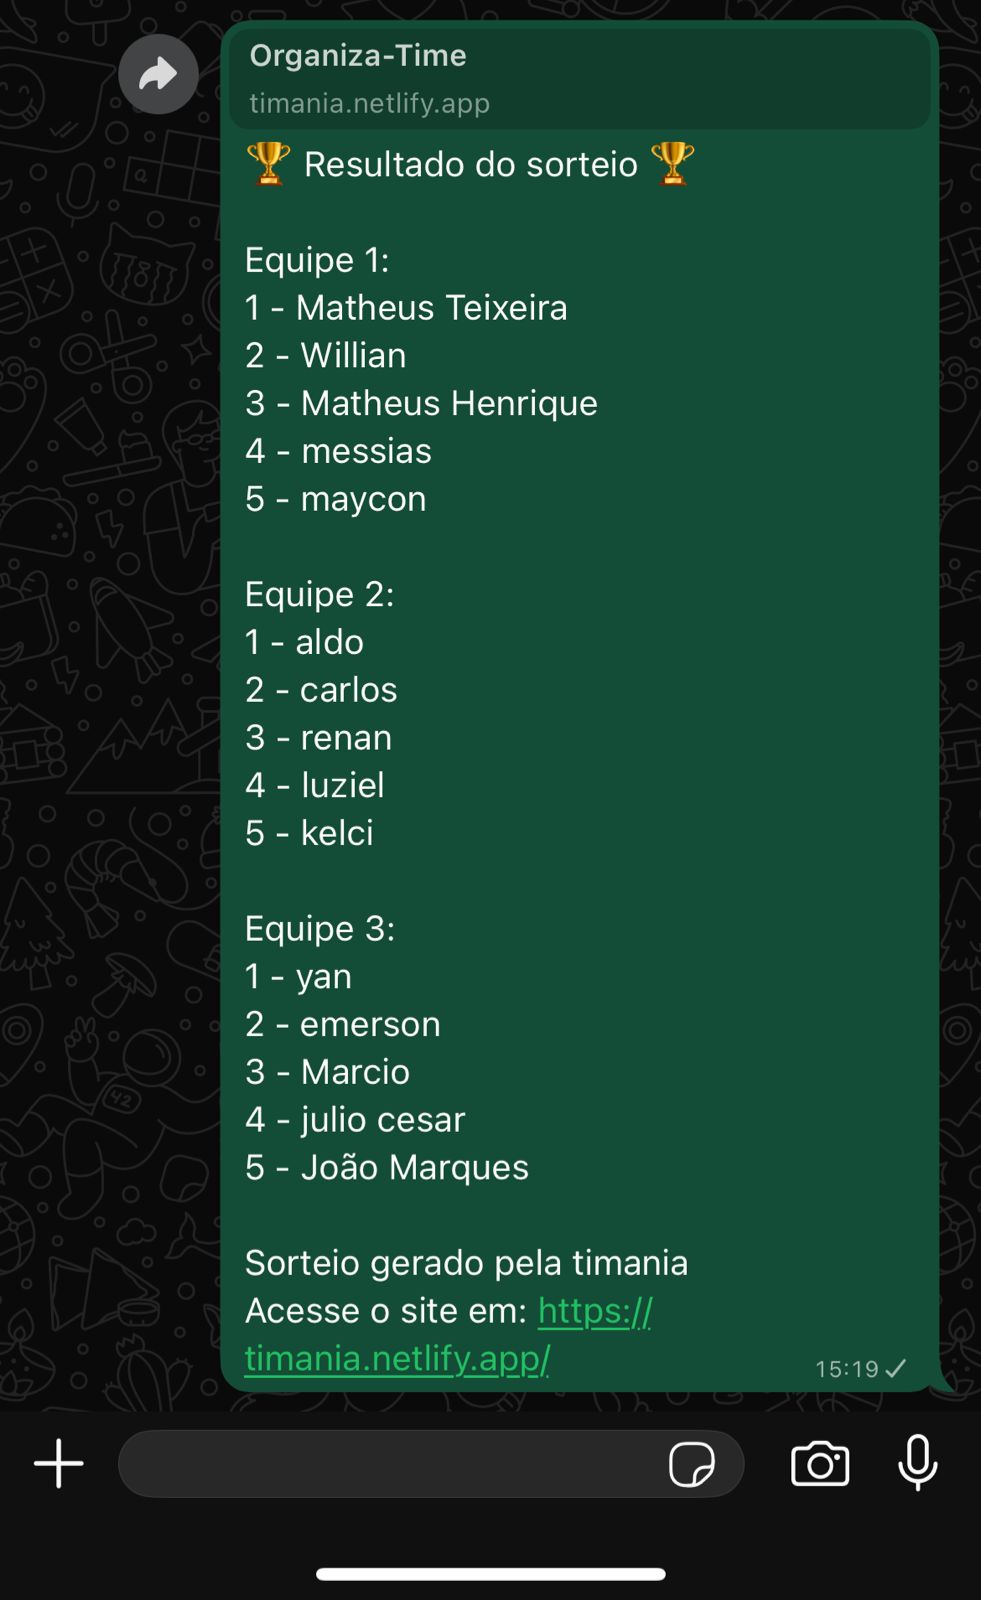 Organiza-Time
timania.netlify.app
🏆 Resultado do sorteio 🏆
Equipe 1:
1 - Matheus Teixeira
2 - Willian
3 - Matheus Henrique
4 - messias
5 - maycon
Equipe 2:
1 - aldo
2 - carlos
3 - renan
4 - luziel
5 - kelci
Equipe 3:
1 - yan
2 - emerson
3 - Marcio
4 - julio cesar
5 - João Marques
Sorteio gerado pela timania
Acesse o site em: https://
timania.netlify.app/
15:19